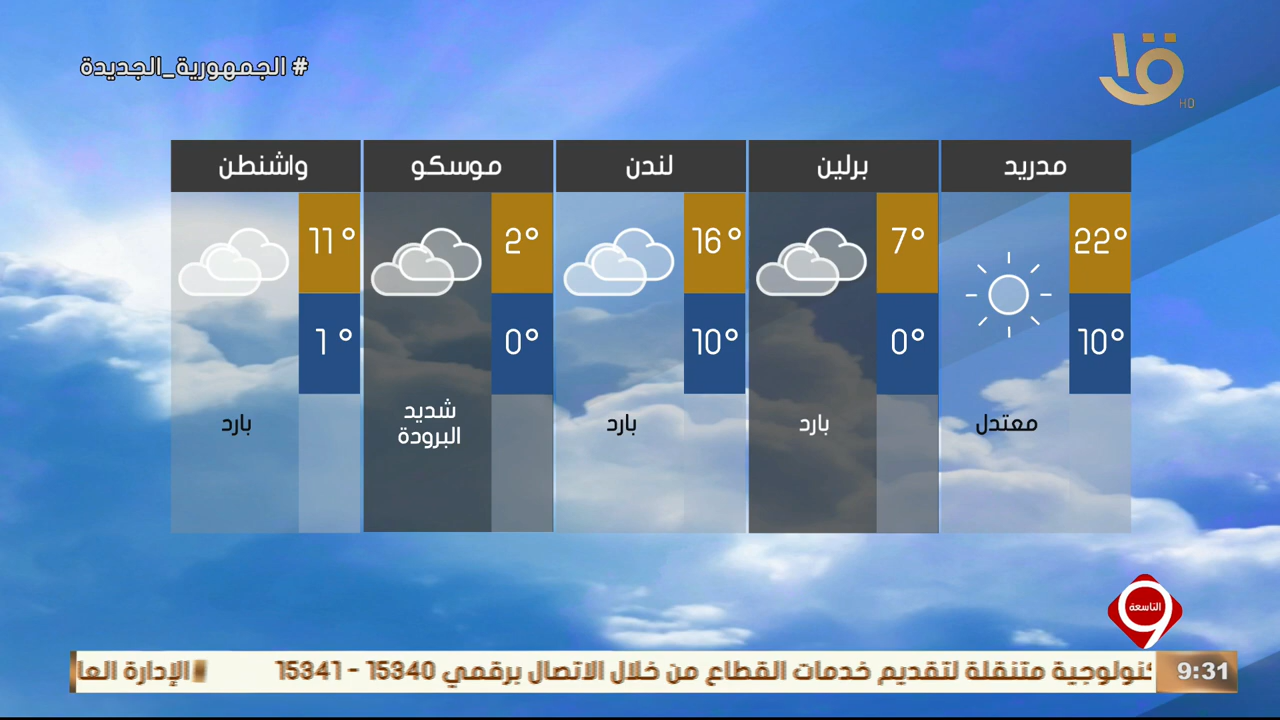 #الجمهورية_الجديدة
HD
مدريد
22°
10°
معتدل
برلين
7°
0°
بارد
لندن
16°
10°
بارد
موسكو
2°
0°
شديد
البرودة
واشنطن
11°
1°
بارد
التاسعة
9
9:31
كنولوجية متنقلة لتقديم خدمات القطاع من خلال الاتصال برقمي 15340 - 15341 الإدارة العا